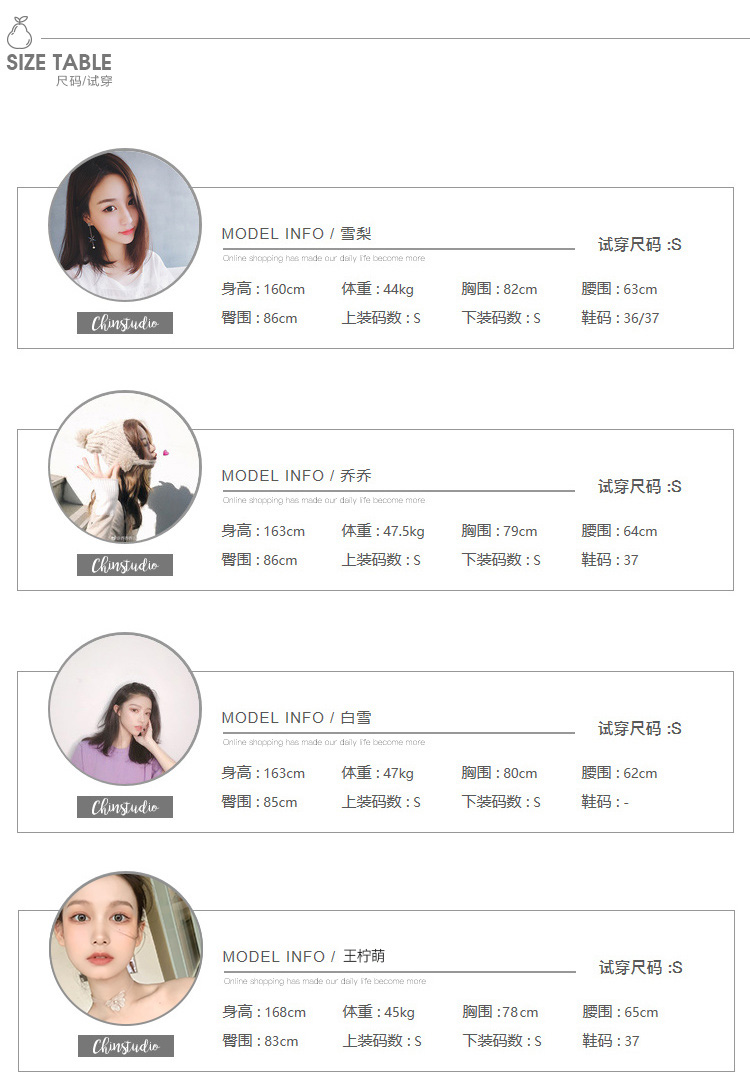 SIZE TABLE
尺码/试穿
MODEL INFO / 雪梨
试穿尺码 :S
Online shopping has made our daily life become more
身高 : 160cm 体重 : 44kg 胸围 : 82cm 腰围 : 63cm
臀围 : 86cm 上装码数 : S 下装码数 : S 鞋码 : 36/37
Chinstudio
MODEL INFO / 乔乔
试穿尺码 :S
Online shopping has made our daily life become more
身高 : 163cm 体重 : 47.5kg 胸围 : 79cm 腰围 : 64cm
臀围 : 86cm 上装码数 : S 下装码数 : S 鞋码 : 37
Chinstudio
MODEL INFO / 白雪
试穿尺码 :S
Online shopping has made our daily life become more
身高 : 163cm 体重 : 47kg 胸围 : 80cm 腰围 : 62cm
臀围 : 85cm 上装码数 : S 下装码数 : S 鞋码 : -
Chinstudio
MODEL INFO / 王柠萌
试穿尺码 :S
Online shopping has made our daily life become more
身高 : 168cm 体重 : 45kg 胸围 :78cm 腰围 : 65cm
臀围 : 83cm 上装码数 : S 下装码数 : S 鞋码 : 37
Chinstudio